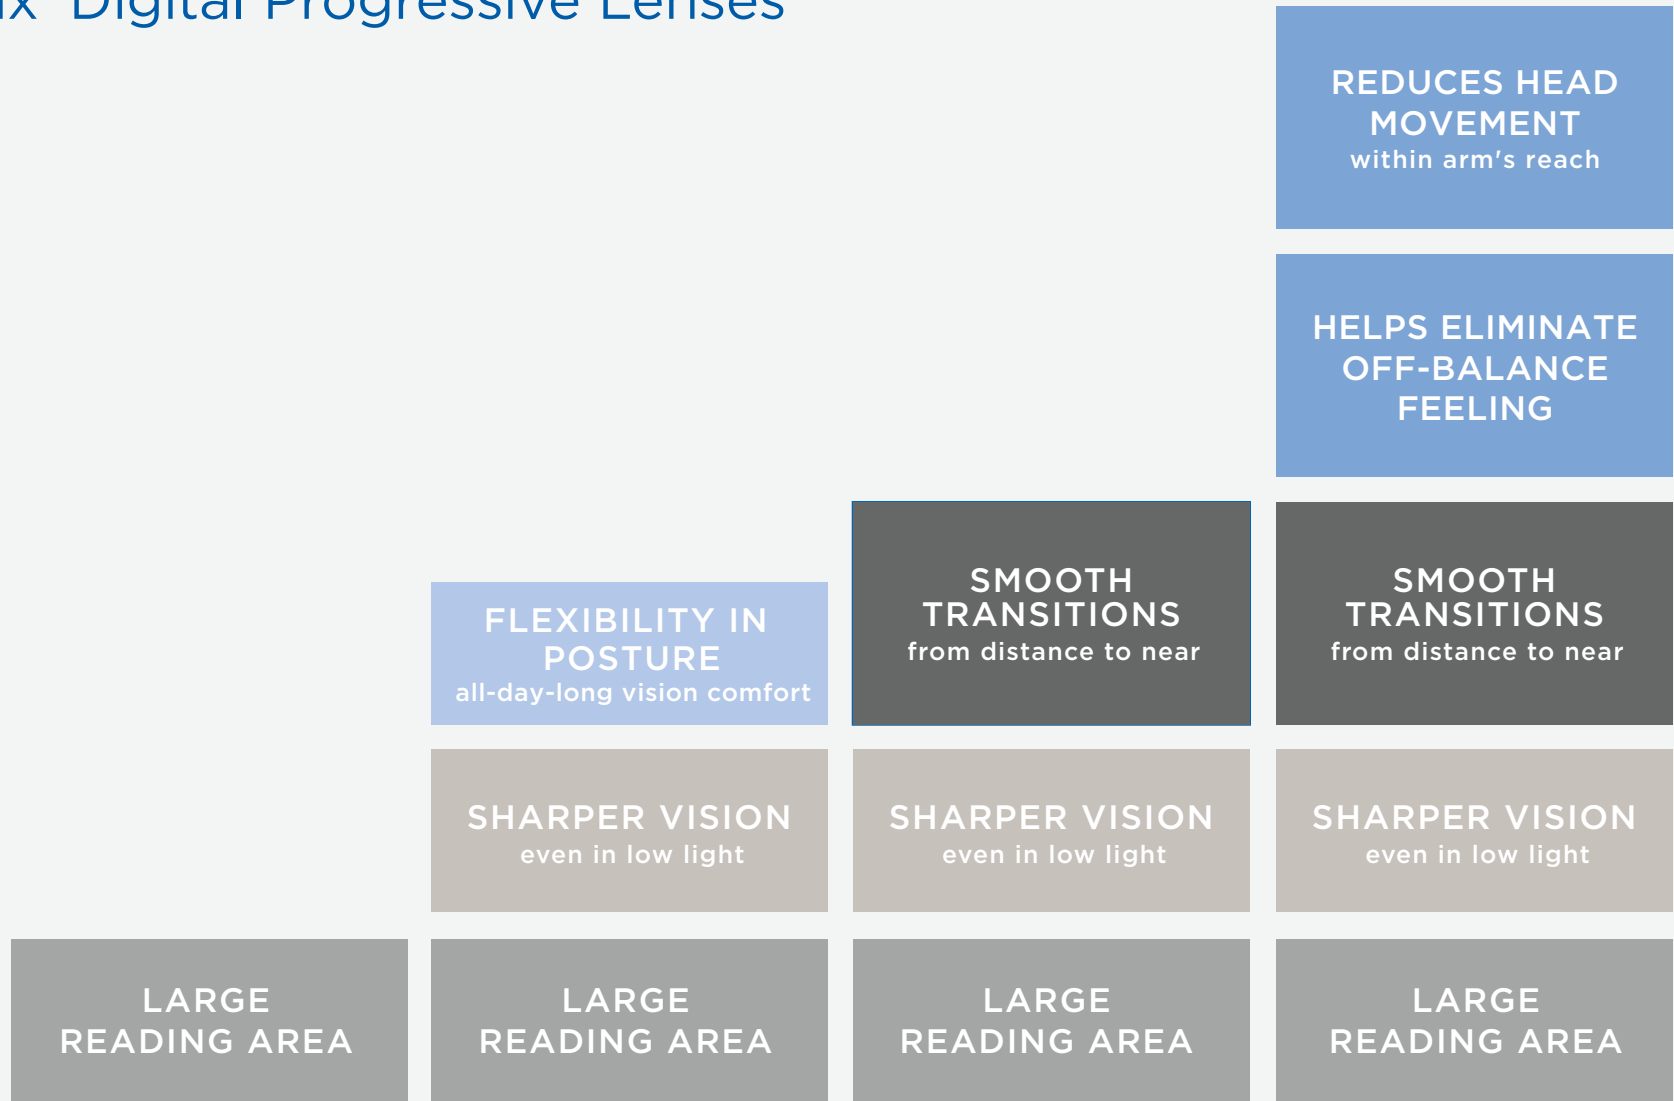 Digital Progressive Lenses
REDUCES HEAD
MOVEMENT
within arm's reach
HELPS ELIMINATE
OFF-BALANCE
FEELING
FLEXIBILITY IN
POSTURE
all-day-long vision comfort
SMOOTH
TRANSITIONS
from distance to near
SMOOTH
TRANSITIONS
from distance to near
SHARPER VISION
even in low light
SHARPER VISION
even in low light
SHARPER VISION
even in low light
LARGE
READING AREA
LARGE
READING AREA
LARGE
READING AREA
LARGE
READING AREA